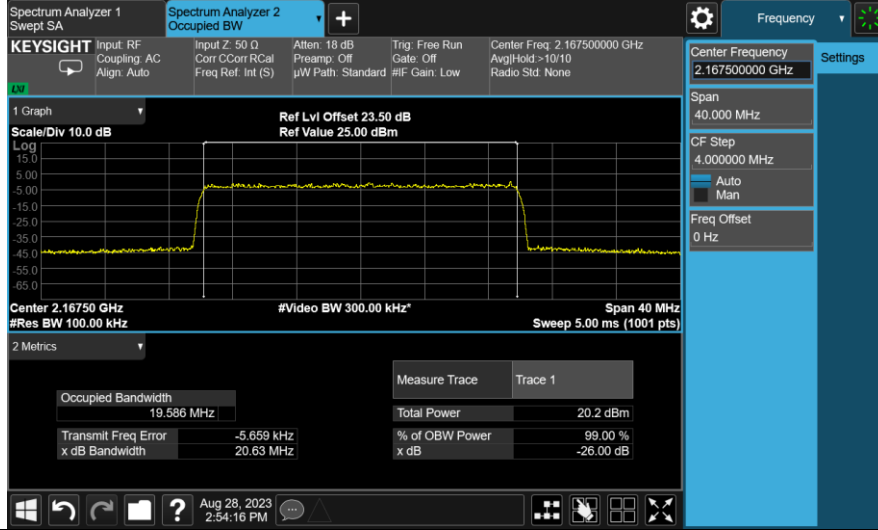 Spectrum Analyzer 1
Swept SA
Spectrum Analyzer 2
Occupied BW
Frequency
KEYSIGHT
Input: RF
Coupling: AC
Align: Auto
Input Z: 50 Ω
Corr CCorr RCal
Freq Ref: Int (S)
Atten: 18 dB
Preamp: Off
µW Path: Standard
Trig: Free Run
Gate: Off
#IF Gain: Low
Center Freq: 2.167500000 GHz
Avg|Hold:>10/10
Radio Std: None
LXI
1 Graph
Scale/Div 10.0 dB
Ref Lvl Offset 23.50 dB
Ref Value 25.00 dBm
Log
15.0
5.00
-5.00
-15.0
-25.0
-35.0
-45.0
-55.0
-65.0
Center 2.16750 GHz
#Video BW 300.00 kHz*
Span 40 MHz
#Res BW 100.00 kHz
Sweep 5.00 ms (1001 pts)
2 Metrics
Occupied Bandwidth
19.586 MHz
Transmit Freq Error -5.659 kHz
x dB Bandwidth 20.63 MHz
Measure Trace Trace 1
Total Power 20.2 dBm
% of OBW Power 99.00 %
x dB -26.00 dB
Center Frequency
2.167500000 GHz
Settings
Span
40.000 MHz
CF Step
4.000000 MHz
Auto
Man
Freq Offset
0 Hz
?
Aug 28, 2023
2:54:16 PM